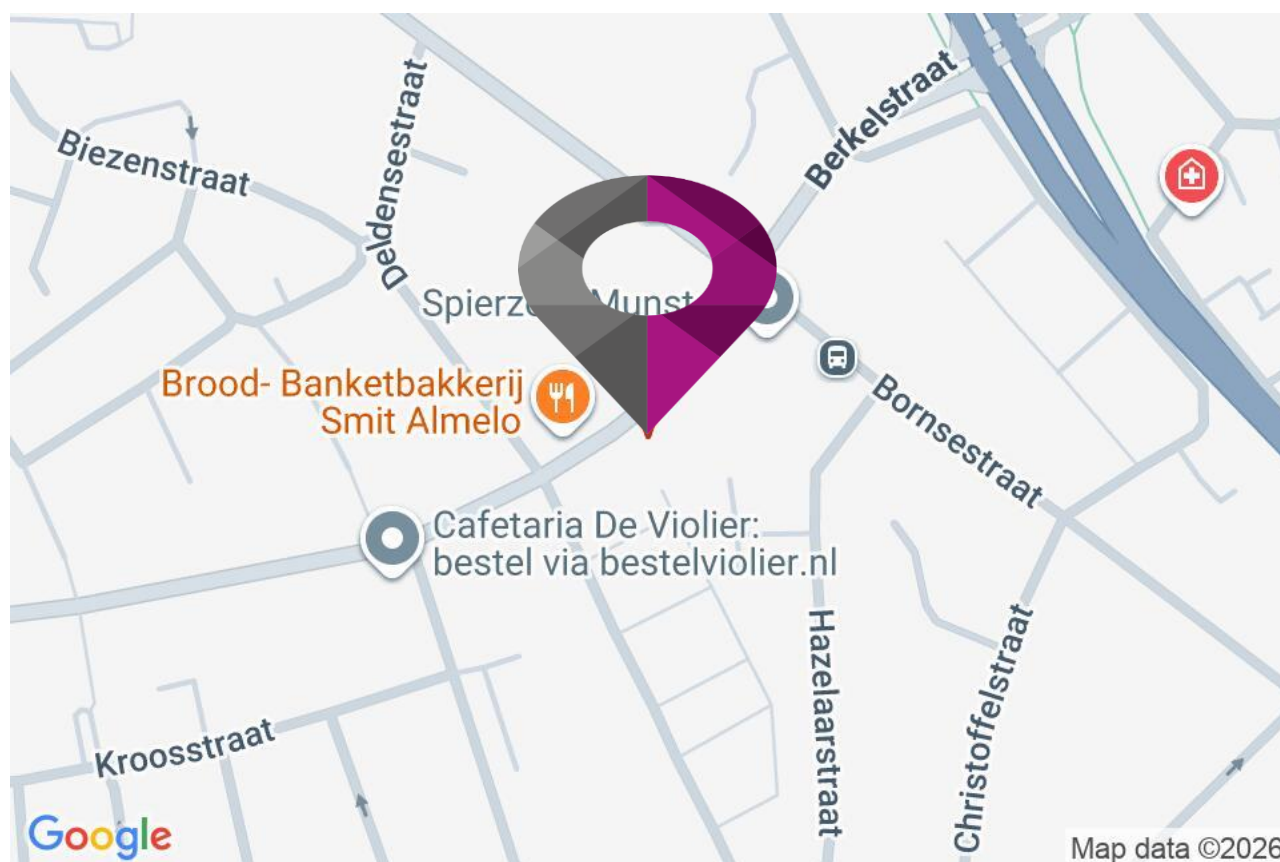 Berkelstraat
Deldensestraat
Biezenstraat
Brood- Banketbakkerij
Smit Almelo
Bornsestraat
Cafetaria De Violier:
bestel via bestelviolier.nl
Hazelaarstraat
Christoffelstraat
Kroosstraat
Google
Map data ©2026